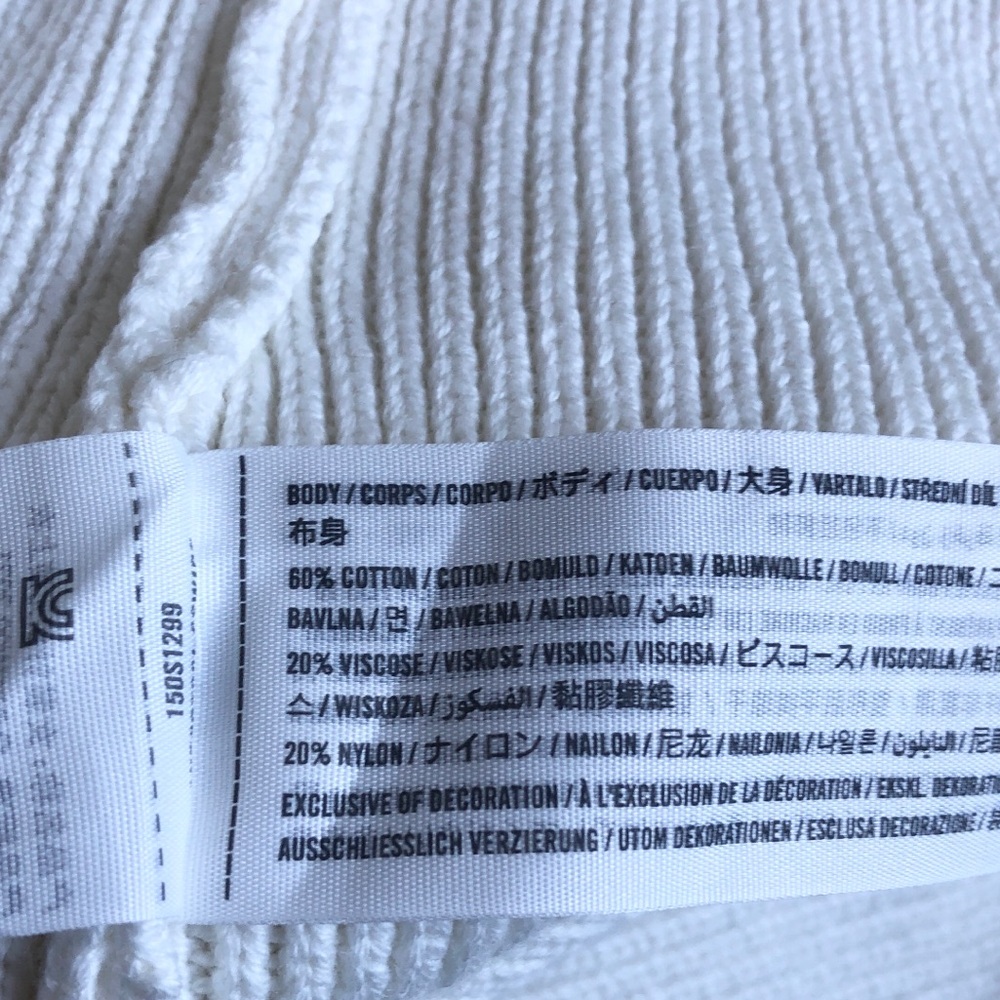 BODY / CORPS / CORPO / ボディ / CUERPO / 大身 / VARTALO / STŘEDNÍ DÍL
布身
60% COTTON / COTON / BOMULD / KATOEN / BAUMWOLLE / BOMULL / COTONE /
BAVLNA / 면 / BAWEŁNA / ALGODÃO / القطن
20% VISCOSE / VISKOSE / VISKOS / VISCOSA / ビスコース / VISCOSILLA /
스 / WISKOZA / الفسكوز / 黏膠纖維
20% NYLON / ナイロン / NAILON / 尼龙 / NAILONIA / 나일론 / النايلون /
EXCLUSIVE OF DECORATION / À L'EXCLUSION DE LA DÉCORATION / EKSKL.
AUSSCHLIESSLICH VERZIERUNG / UTOM DEKORATIONEN / ESCLUSA DECORAZIONE /
150S1299
KC